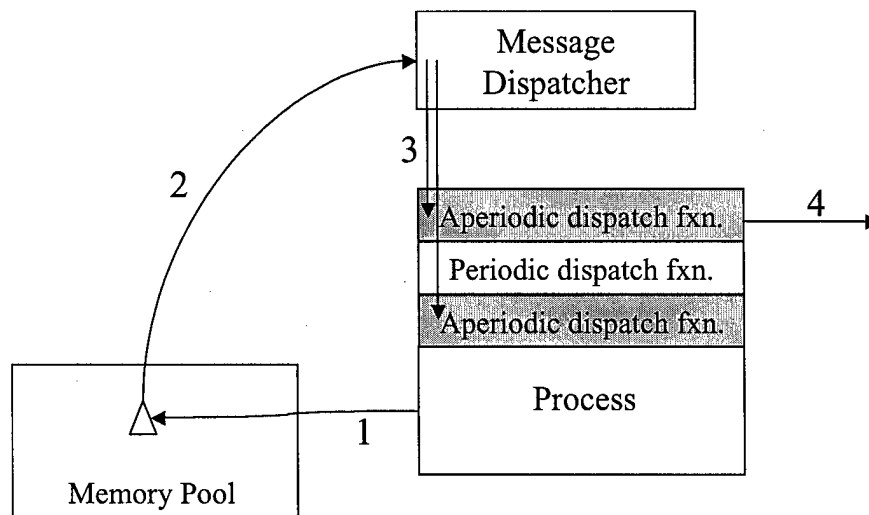 Message
Dispatcher
3
2
Aperiodic dispatch fxn.
4
Periodic dispatch fxn.
Aperiodic dispatch fxn.
Process
1
Memory Pool